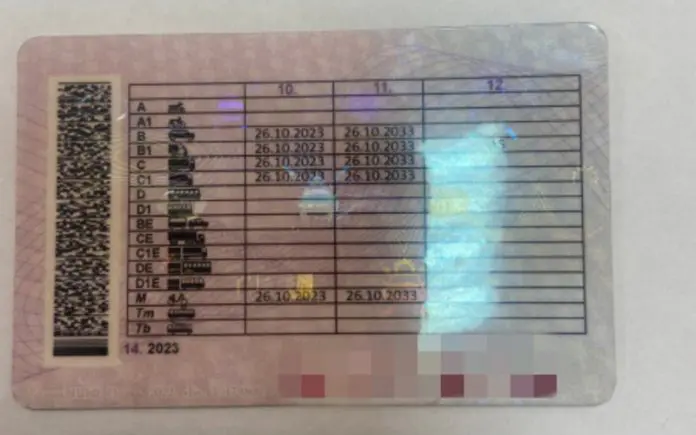 10. 11. 12.
A
A1
B 26.10.2023 26.10.2033
B1 26.10.2023 26.10.2033
C 26.10.2023 26.10.2033
C1 26.10.2023 26.10.2033
D
D1
BE
CE
C1E
DE
D1E
M 26.10.2023 26.10.2033
Tm
Tb
14. 2023